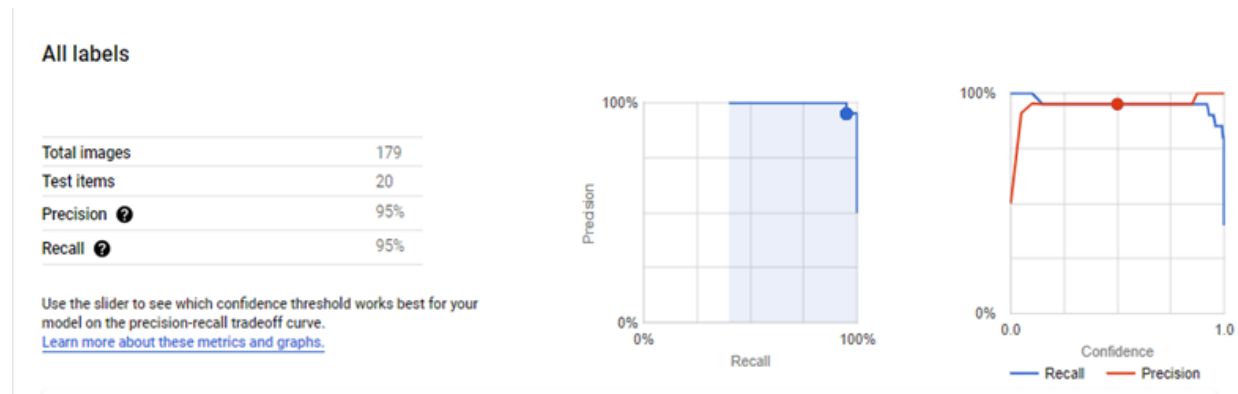 All labels
Total images 179
Test items 20
Precision ? 95%
Recall ? 95%
Use the slider to see which confidence threshold works best for your
model on the precision-recall tradeoff curve.
Learn more about these metrics and graphs.
100%
Precision
0%
0%
100%
Recall
100%
0%
0.0
1.0
Confidence
Recall
Precision